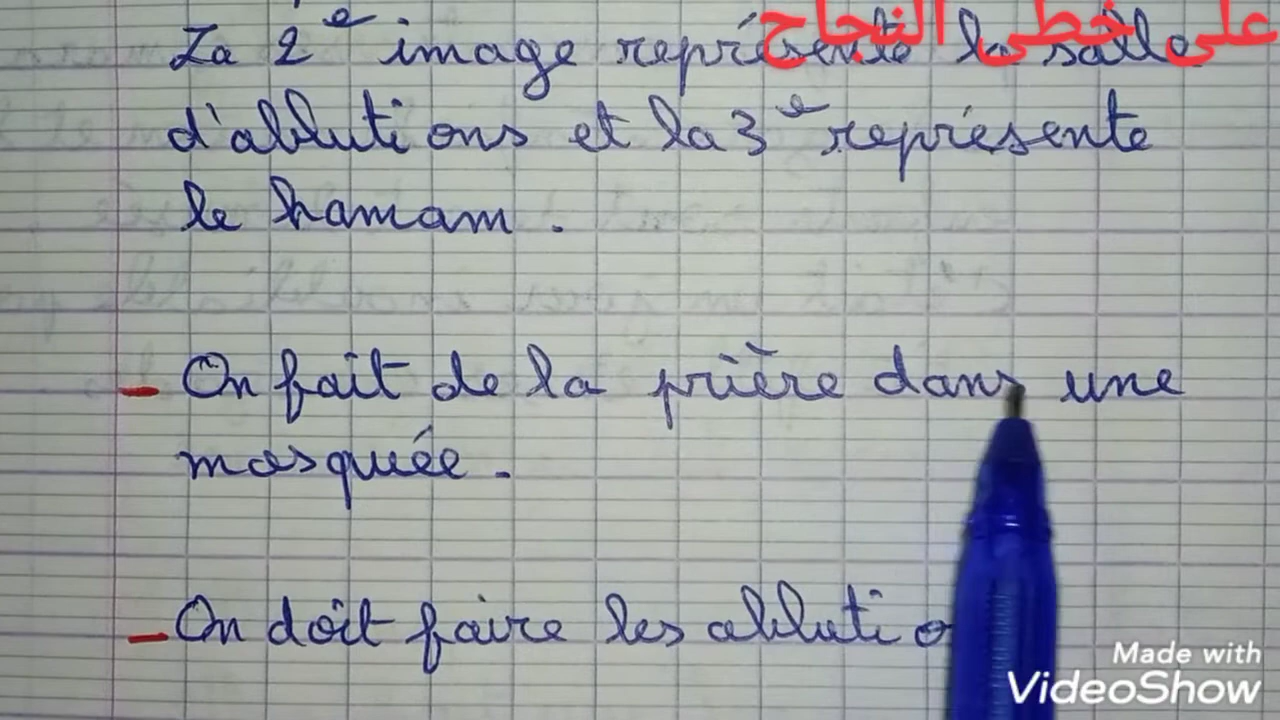 على خطى النجاح
La 2e image représente la salle
d'ablutions et la 3e représente
le hamam.
- On fait de la prière dans une
mosquée.
- On doit faire les ablutio
Made with
VideoShow